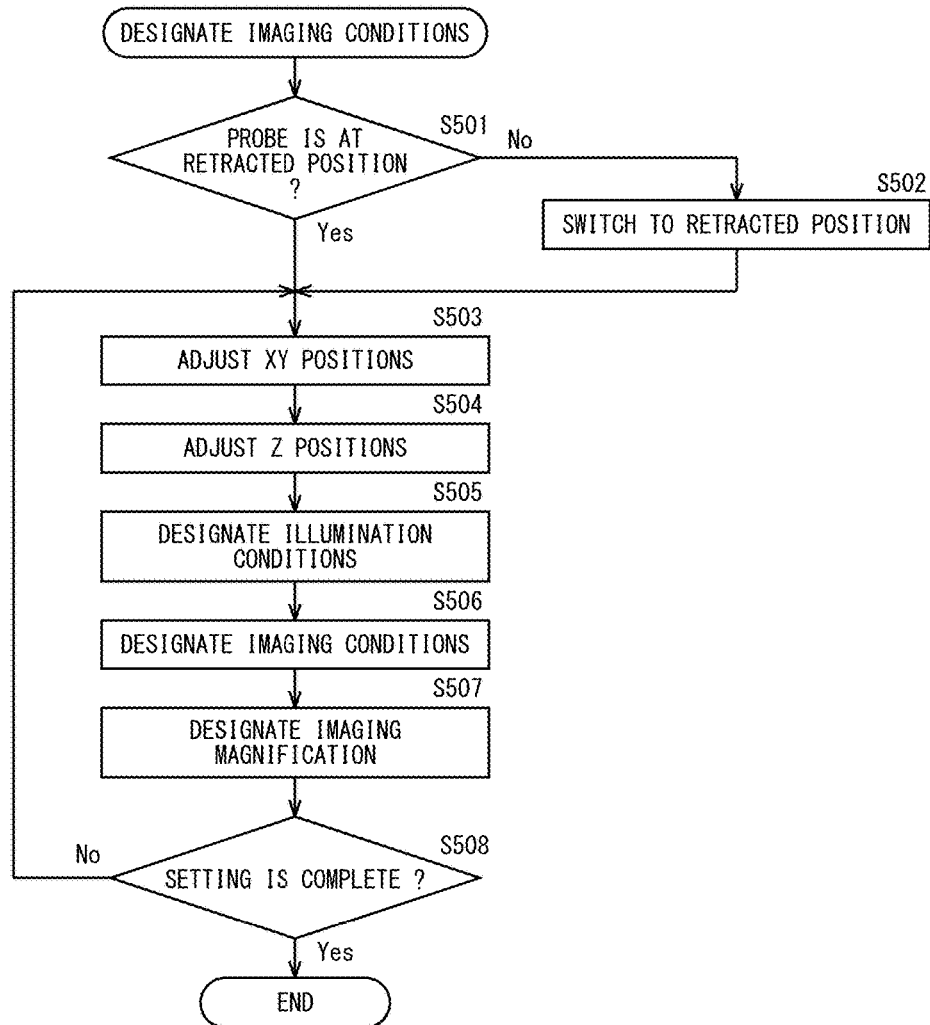 DESIGNATE IMAGING CONDITIONS
S501
PROBE IS AT
RETRACTED POSITION
?
No
Yes
S502
SWITCH TO RETRACTED POSITION
S503
ADJUST XY POSITIONS
S504
ADJUST Z POSITIONS
S505
DESIGNATE ILLUMINATION
CONDITIONS
S506
DESIGNATE IMAGING CONDITIONS
S507
DESIGNATE IMAGING
MAGNIFICATION
S508
No
SETTING IS COMPLETE ?
Yes
END